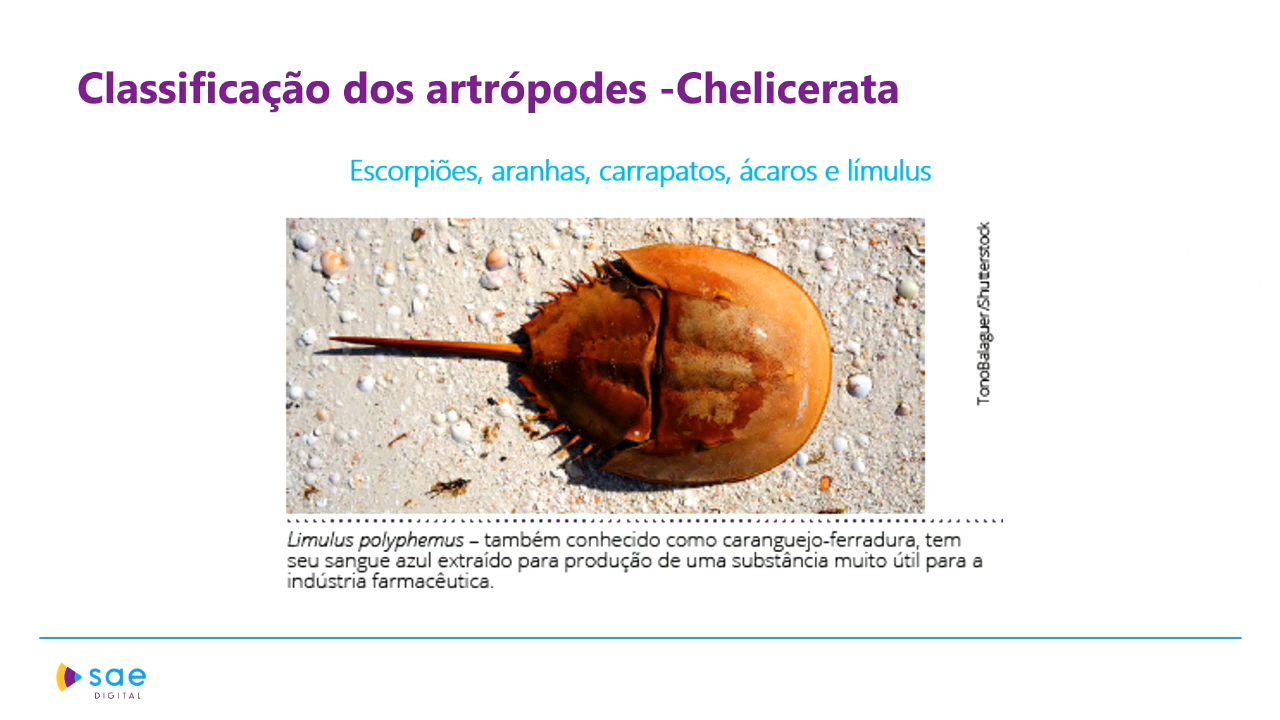 Classificação dos artrópodes -Chelicerata
Escorpiões, aranhas, carrapatos, ácaros e límulus
TonoBalaguer/Shutterstock
Limulus polyphemus – também conhecido como caranguejo-ferradura, tem
seu sangue azul extraído para produção de uma substância muito útil para a
indústria farmacêutica.
sae
DIGITAL